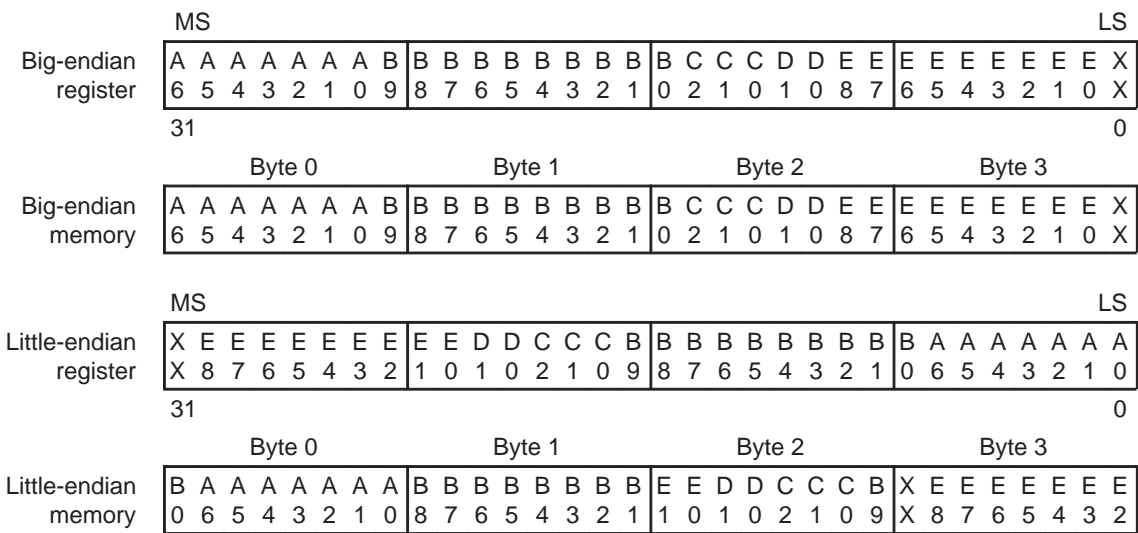 MS LS
Big-endian register
A A A A A A A B B B B B B B B B B C C C D D E E E E E E E E E X
6 5 4 3 2 1 0 9 8 7 6 5 4 3 2 1 0 2 1 0 1 0 8 7 6 5 4 3 2 1 0 X
31 0
Byte 0 Byte 1 Byte 2 Byte 3
Big-endian memory
A A A A A A A B B B B B B B B B B C C C D D E E E E E E E E E X
6 5 4 3 2 1 0 9 8 7 6 5 4 3 2 1 0 2 1 0 1 0 8 7 6 5 4 3 2 1 0 X
MS LS
Little-endian register
X E E E E E E E E E D D C C C B B B B B B B B B B A A A A A A A
X 8 7 6 5 4 3 2 1 0 1 0 2 1 0 9 8 7 6 5 4 3 2 1 0 6 5 4 3 2 1 0
31 0
Byte 0 Byte 1 Byte 2 Byte 3
Little-endian memory
B A A A A A A A B B B B B B B B E E D D C C C B X E E E E E E E
0 6 5 4 3 2 1 0 8 7 6 5 4 3 2 1 1 0 1 0 2 1 0 9 X 8 7 6 5 4 3 2